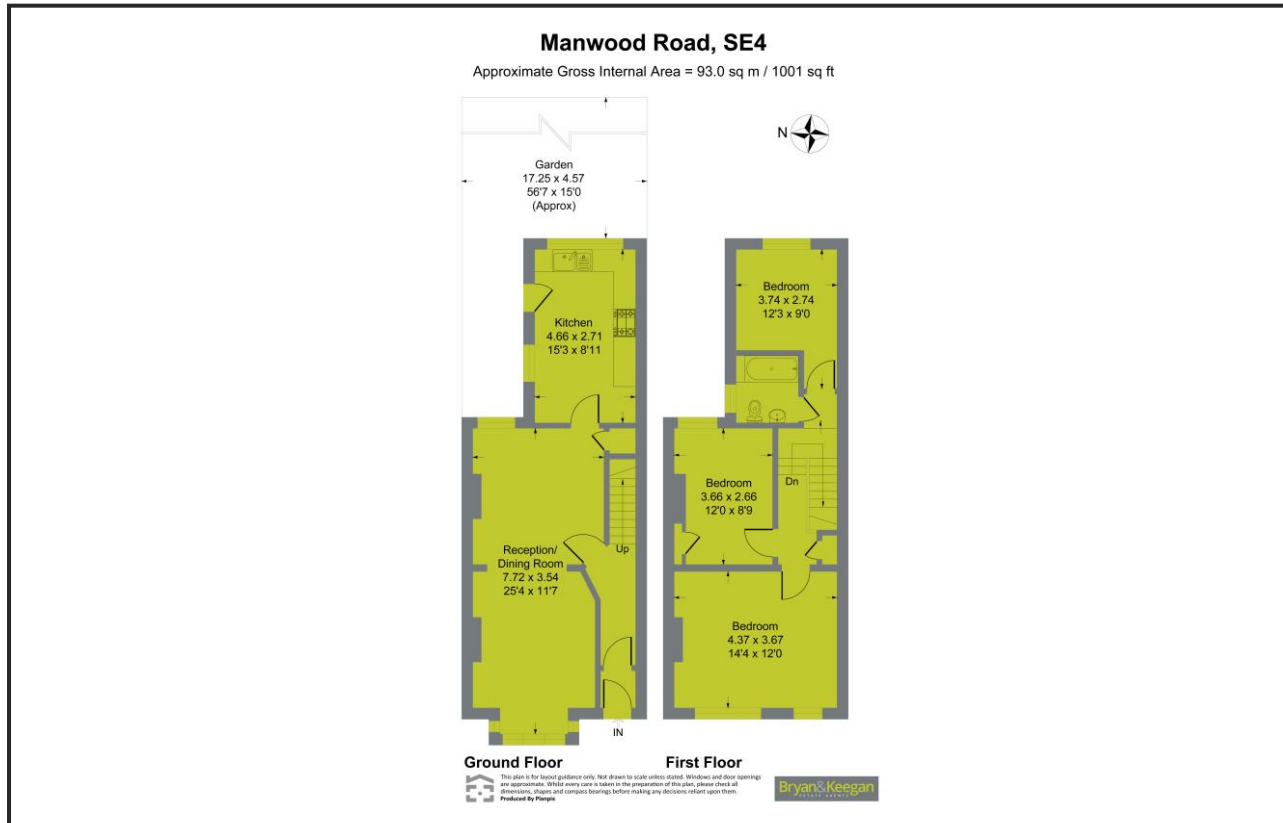 Manwood Road, SE4
Approximate Gross Internal Area = 93.0 sq m / 1001 sq ft
N
Garden
17.25 x 4.57
56'7 x 15'0
(Approx)
Kitchen
4.66 x 2.71
15'3 x 8'11
Up
Reception/
Dining Room
7.72 x 3.54
25'4 x 11'7
IN
Bedroom
3.74 x 2.74
12'3 x 9'0
Bedroom
3.66 x 2.66
12'0 x 8'9
Dn
Bedroom
4.37 x 3.67
14'4 x 12'0
Ground Floor
First Floor
This plan is for layout guidance only. Not drawn to scale unless stated. Windows and door openings
are approximate. Whilst every care is taken in the preparation of this plan, please check all
dimensions, shapes and compass bearings before making any decisions reliant upon them.
Produced By Planpix
Bryan&Keegan
ESTATE AGENTS